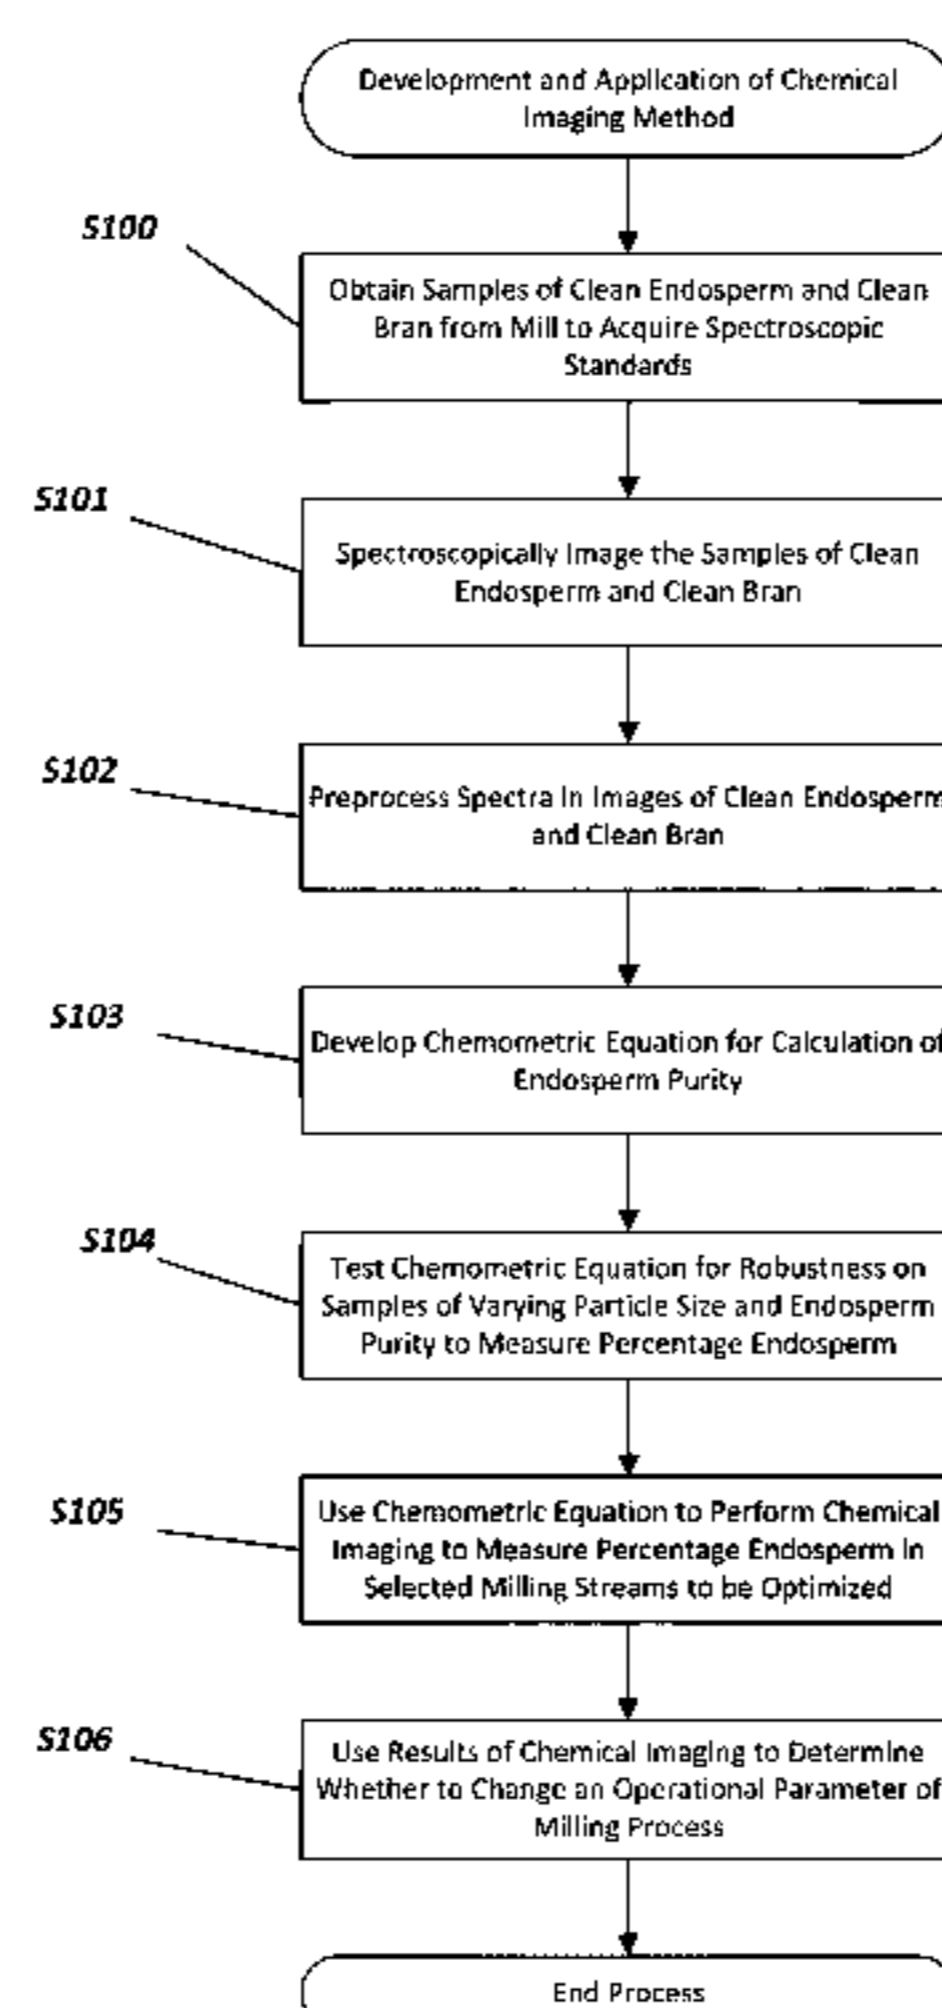 Development and Application of Chemical
Imaging Method
S100
Obtain Samples of Clean Endosperm and Clean
Bran from Mill to Acquire Spectroscopic
Standards
S101
Spectroscopically Image the Samples of Clean
Endosperm and Clean Bran
S102
Preprocess Spectra in Images of Clean Endosperm
and Clean Bran
S103
Develop Chemometric Equation for Calculation of
Endosperm Purity
S104
Test Chemometric Equation for Robustness on
Samples of Varying Particle Size and Endosperm
Purity to Measure Percentage Endosperm
S105
Use Chemometric Equation to Perform Chemical
Imaging to Measure Percentage Endosperm in
Selected Milling Streams to be Optimized
S106
Use Results of Chemical Imaging to Determine
Whether to Change an Operational Parameter of
Milling Process
End Process